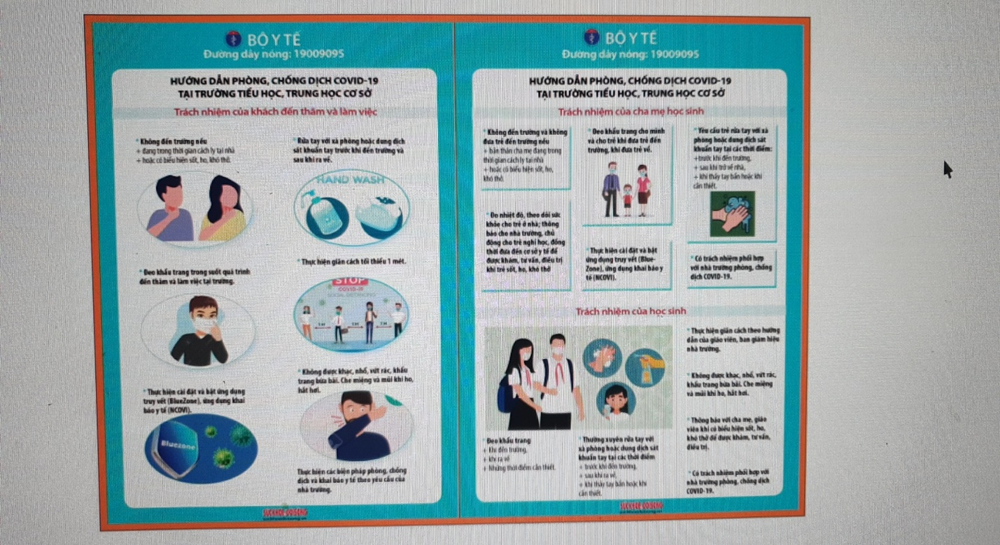 BỘ Y TẾ
Đường dây nóng: 19009095
HƯỚNG DẪN PHÒNG, CHỐNG DỊCH COVID-19
TẠI TRƯỜNG TIỂU HỌC, TRUNG HỌC CƠ SỞ
Trách nhiệm của khách đến thăm và làm việc
* Không đến trường nếu
+ đang trong thời gian cách ly tại nhà
+ hoặc có biểu hiện sốt, ho, khó thở.
* Đeo khẩu trang trong suốt quá trình
đến thăm và làm việc tại trường.
* Thực hiện cài đặt và bật ứng dụng
truy vết (BlueZone), ứng dụng khai
báo y tế (NCOVI).
Bluezone
* Rửa tay với xà phòng hoặc dung dịch
sát khuẩn tay trước khi đến trường và
sau khi ra về.
HAND WASH
* Thực hiện giãn cách tối thiểu 1 mét.
STOP
COVID-19
SOCIAL DISTANCING
1 M
1 M
1 M
* Không được khạc, nhổ, vứt rác, khẩu
trang bừa bãi. Che miệng và mũi khi ho,
hắt hơi.
Thực hiện các biện pháp phòng, chống
dịch và khai báo y tế theo yêu cầu của
nhà trường.
SỨC KHỎE ĐỜI SỐNG
BỘ Y TẾ
Đường dây nóng: 19009095
HƯỚNG DẪN PHÒNG, CHỐNG DỊCH COVID-19
TẠI TRƯỜNG TIỂU HỌC, TRUNG HỌC CƠ SỞ
Trách nhiệm của cha mẹ học sinh
* Không đến trường và không
đưa trẻ đến trường nếu
+ bản thân cha mẹ đang trong
thời gian cách ly tại nhà
+ hoặc có biểu hiện sốt, ho,
khó thở.
* Đeo khẩu trang cho mình
và cho trẻ khi đưa trẻ đến
trường, khi đưa trẻ về.
* Yêu cầu trẻ rửa tay với xà
phòng hoặc dung dịch sát
khuẩn tay tại các thời điểm:
+ trước khi đến trường,
+ sau khi trở về nhà,
+ khi thấy tay bẩn hoặc khi
cần thiết.
* Đo nhiệt độ, theo dõi sức
khỏe cho trẻ ở nhà; thông
báo cho nhà trường, chủ
động cho trẻ nghỉ học, đồng
thời đưa đến cơ sở y tế để
được khám, tư vấn, điều trị
khi trẻ sốt, ho, khó thở
* Thực hiện cài đặt và bật
ứng dụng truy vết (Blue-
Zone), ứng dụng khai báo y
tế (NCOVI).
* Có trách nhiệm phối hợp
với nhà trường phòng, chống
dịch COVID-19.
Trách nhiệm của học sinh
* Đeo khẩu trang
+ Khi đến trường,
+ khi ra về
+ Những thời điểm cần thiết.
* Thường xuyên rửa tay với
xà phòng hoặc dung dịch sát
khuẩn tay tại các thời điểm
+ trước khi đến trường,
+ sau khi ra về,
+ khi thấy tay bẩn hoặc khi
cần thiết.
* Thực hiện giãn cách theo hướng
dẫn của giáo viên, ban giám hiệu
nhà trường.
* Không được khạc, nhổ, vứt rác,
khẩu trang bừa bãi. Che miệng
và mũi khi ho, hắt hơi.
* Thông báo với cha mẹ, giáo
viên khi có biểu hiện sốt, ho,
khó thở để được khám, tư vấn,
điều trị.
* Có trách nhiệm phối hợp với
nhà trường phòng, chống dịch
COVID-19.
SỨC KHỎE ĐỜI SỐNG